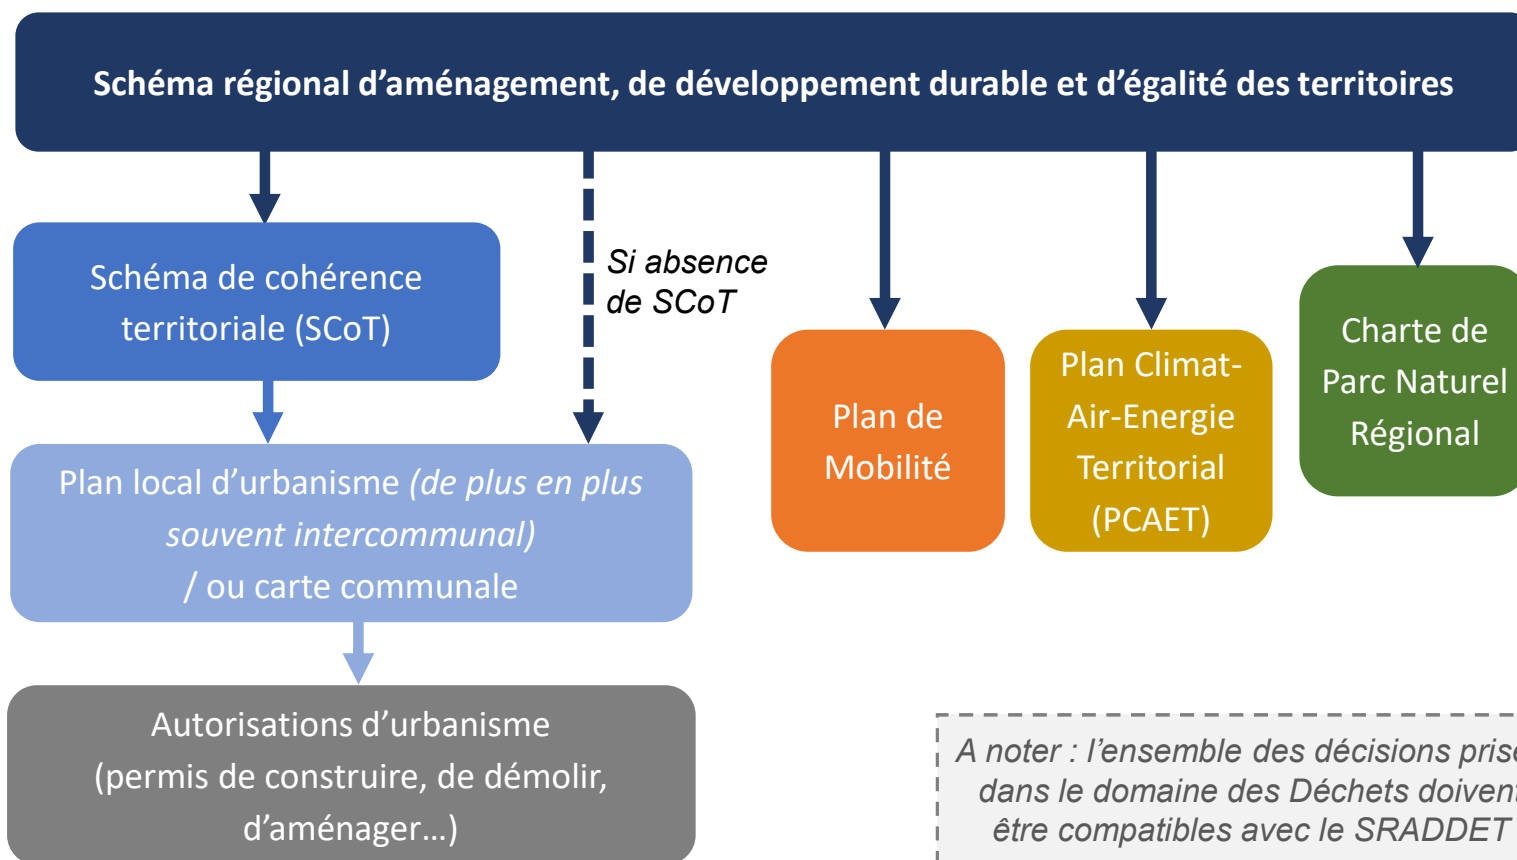 Schéma régional d’aménagement, de développement durable et d’égalité des territoires
Schéma de cohérence
territoriale (SCoT)
Si absence
de SCoT
Plan local d’urbanisme (de plus en plus
souvent intercommunal)
/ ou carte communale
Autorisations d’urbanisme
(permis de construire, de démolir,
d’aménager…)
Plan de
Mobilité
Plan Climat-
Air-Energie
Territorial
(PCAET)
Charte de
Parc Naturel
Régional
A noter : l’ensemble des décisions prise
dans le domaine des Déchets doivent
être compatibles avec le SRADDET